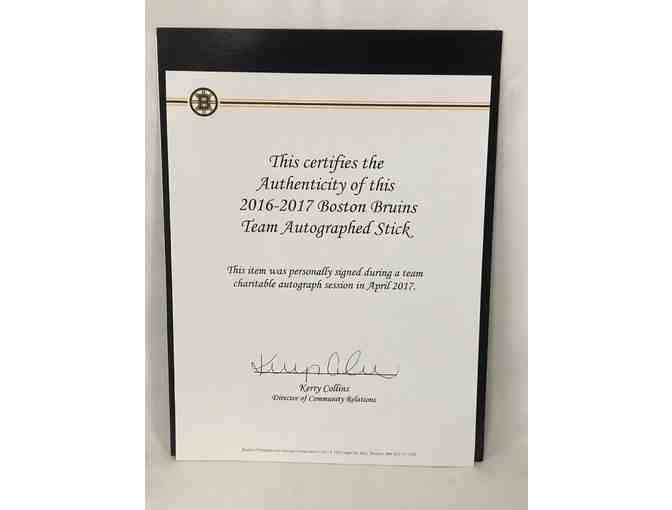 B
This certifies the
Authenticity of this
2016-2017 Boston Bruins
Team Autographed Stick
This item was personally signed during a team
charitable autograph session in April 2017.
Kerry Collins
Director of Community Relations